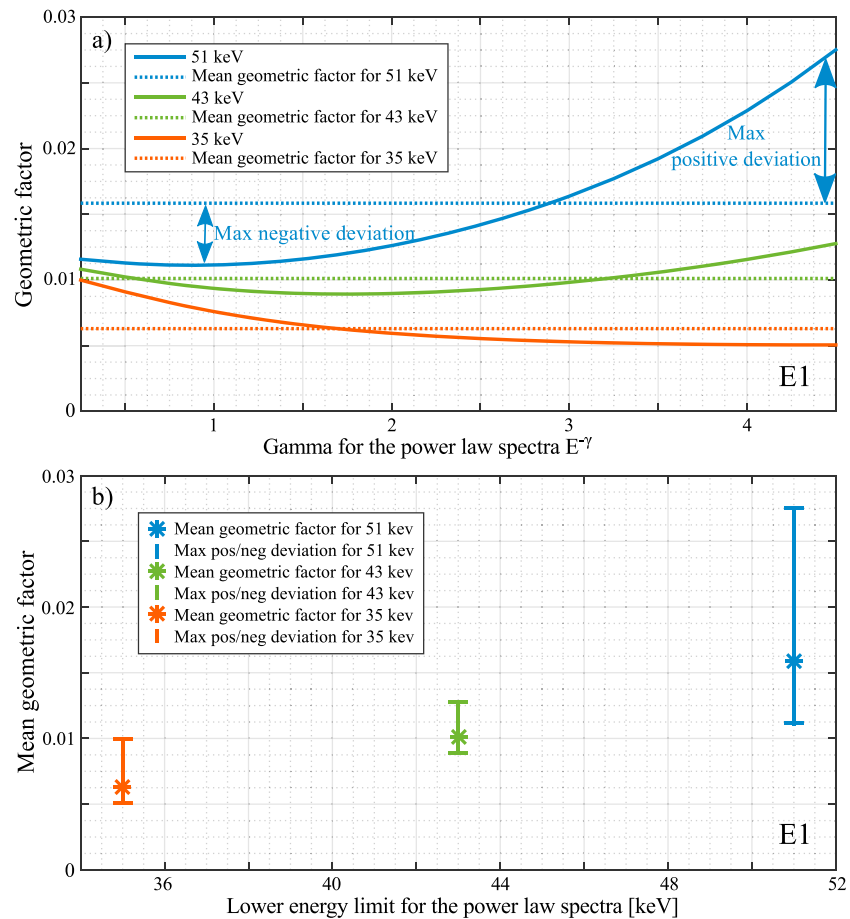 0.03
a)
51 keV
Mean geometric factor for 51 keV
43 keV
Mean geometric factor for 43 keV
35 keV
Mean geometric factor for 35 keV
Max
positive deviation
0.02
Max negative deviation
0.01
0
E1
1 2 3 4
Geometric factor
Gamma for the power law spectra E^-γ
0.03
b)
Mean geometric factor for 51 kev
Max pos/neg deviation for 51 kev
Mean geometric factor for 43 kev
Max pos/neg deviation for 43 kev
Mean geometric factor for 35 kev
Max pos/neg deviation for 35 kev
0.02
0.01
0
E1
36 40 44 48 52
Mean geometric factor
Lower energy limit for the power law spectra [keV]